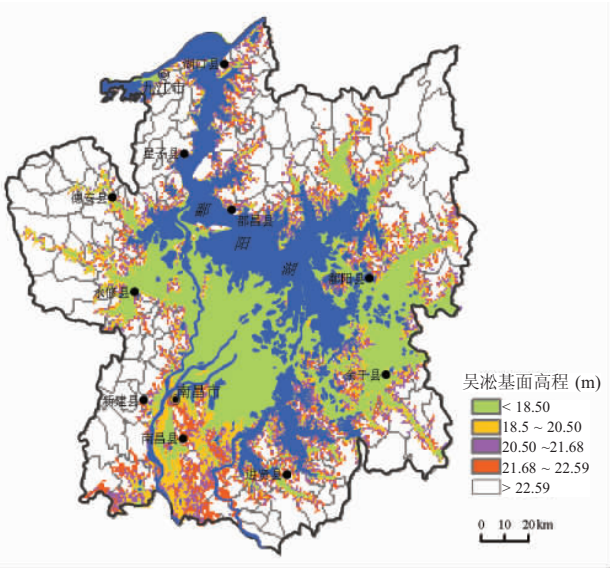 湖口县
九江市
星子县
德安县
都昌县
鄱
阳
湖
鄱阳县
永修县
余干县
新建县
南昌市
南昌县
进贤县
吴淞基面高程 (m)
< 18.50
18.5 ~ 20.50
20.50 ~21.68
21.68 ~ 22.59
> 22.59
0 10 20km